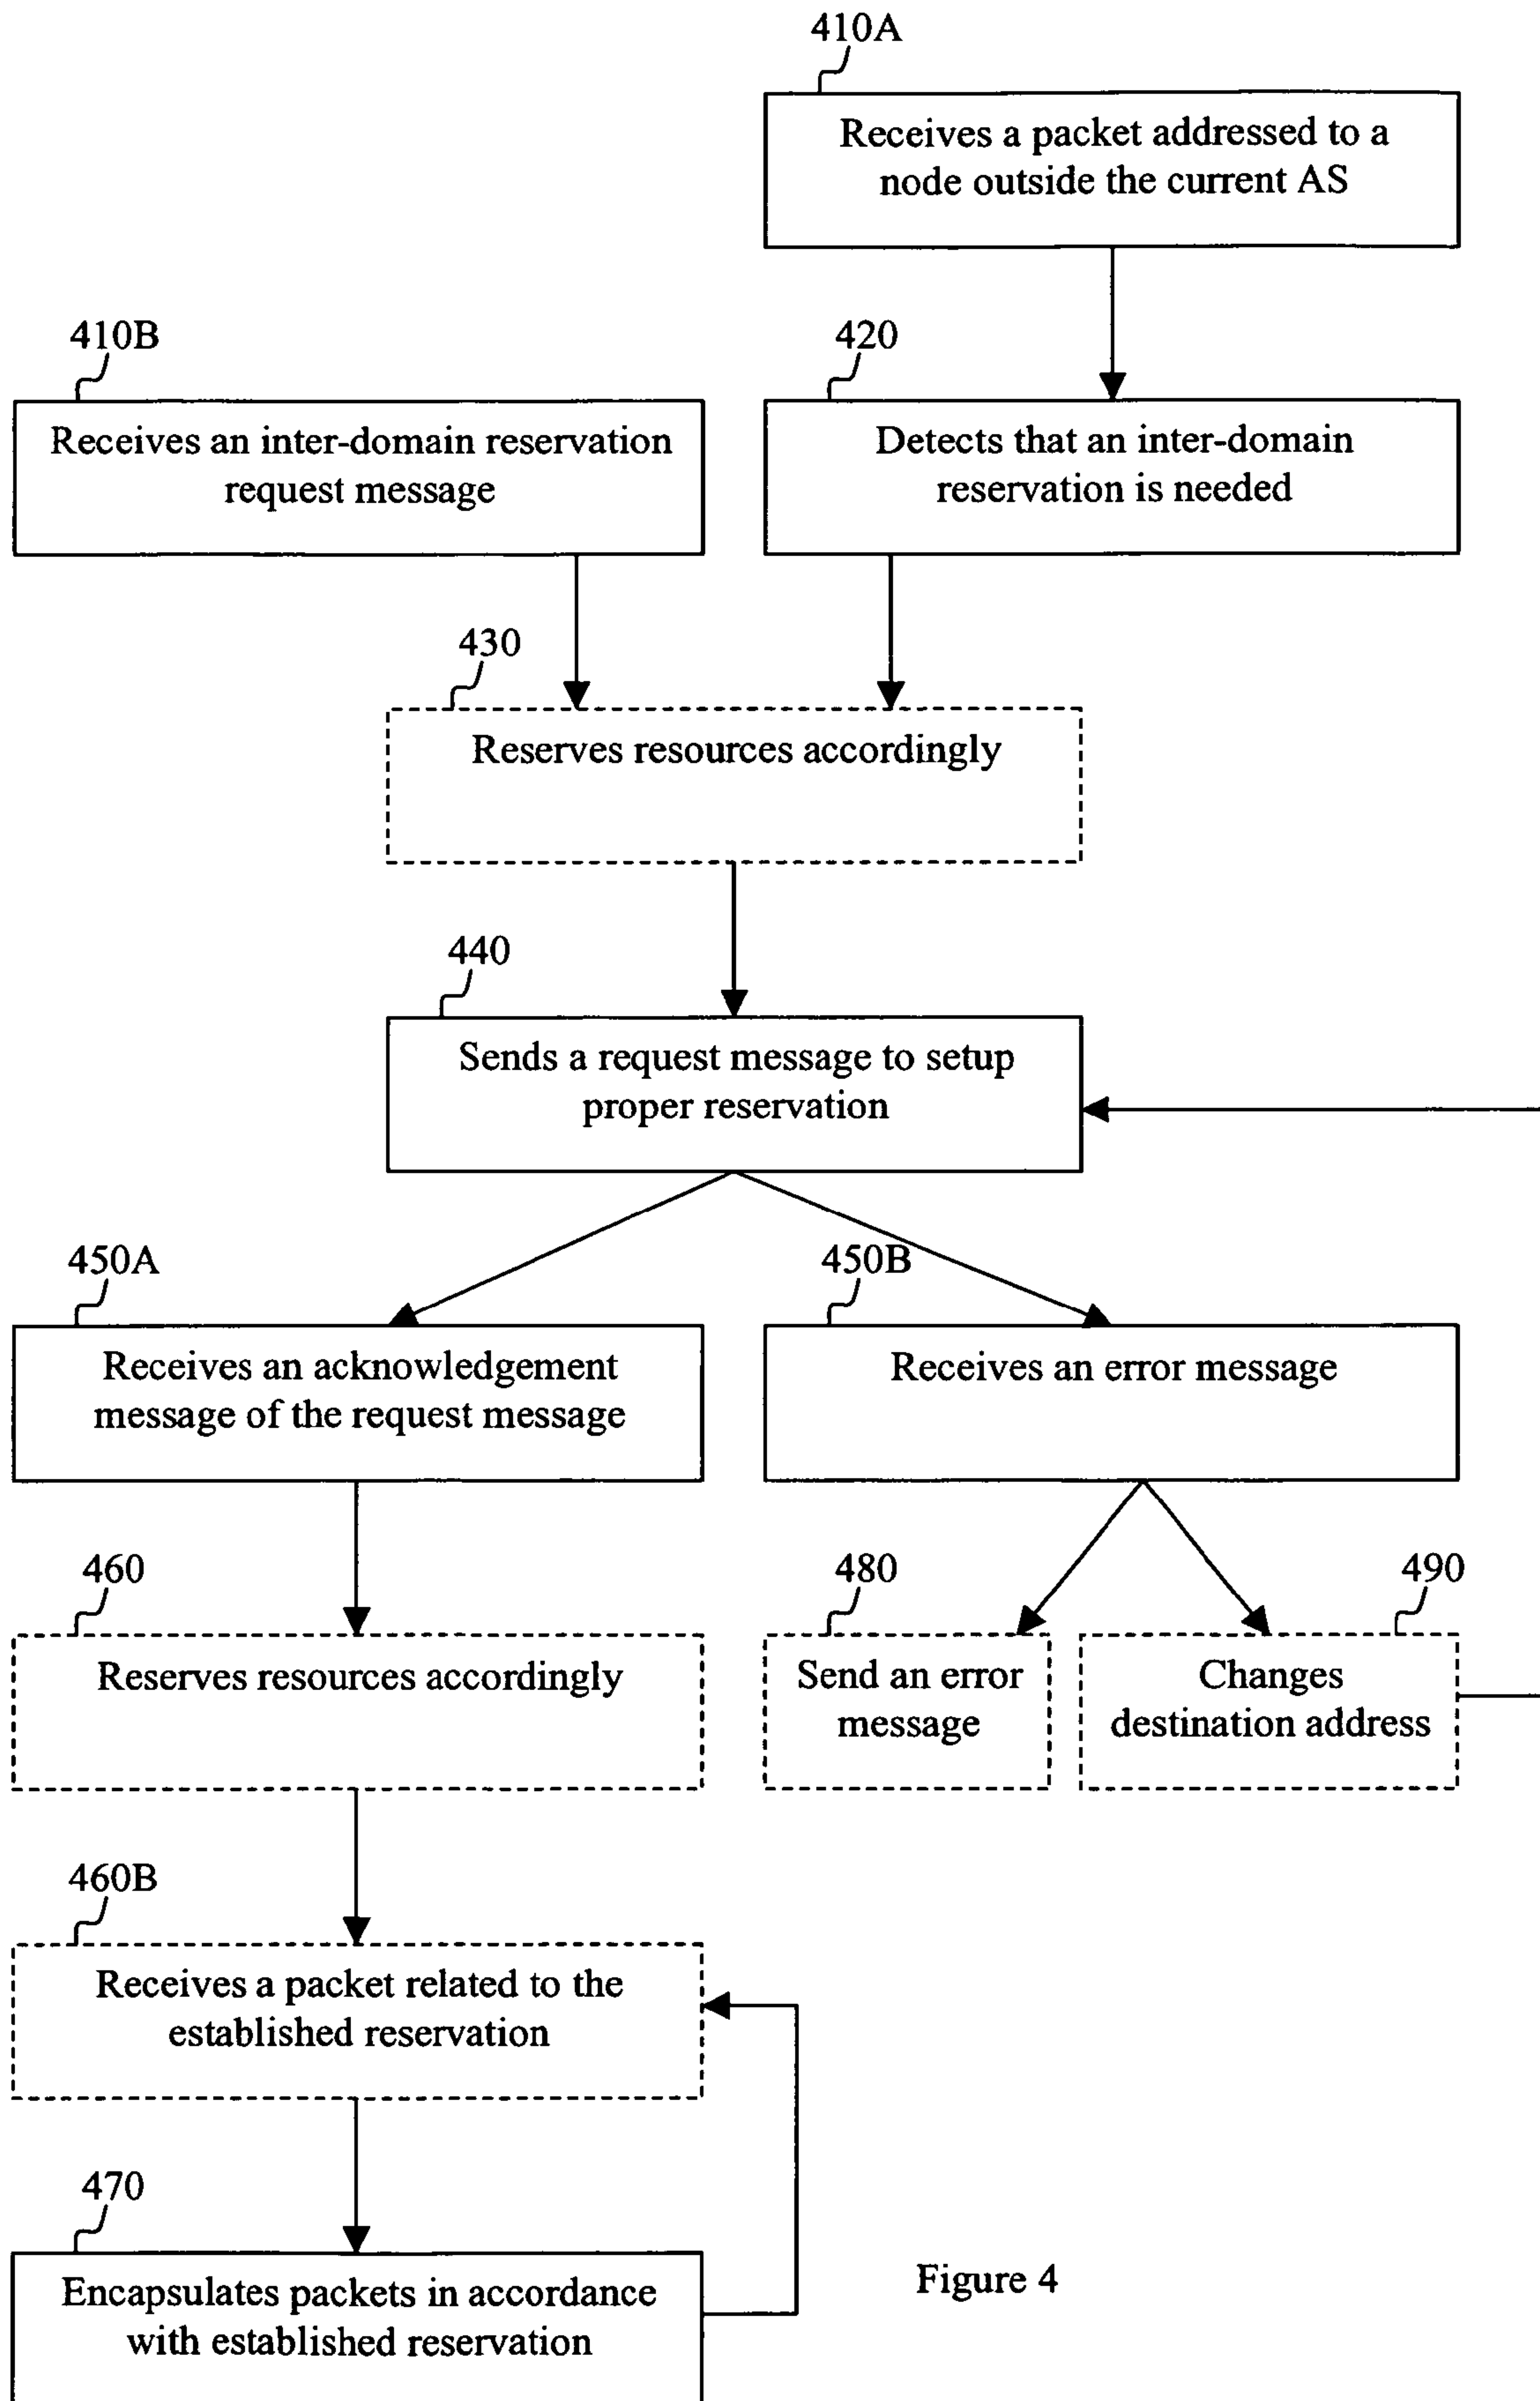 410A
Receives a packet addressed to a
node outside the current AS
410B
Receives an inter-domain reservation
request message
420
Detects that an inter-domain
reservation is needed
430
Reserves resources accordingly
440
Sends a request message to setup
proper reservation
450A
Receives an acknowledgement
message of the request message
450B
Receives an error message
460
Reserves resources accordingly
480
Send an error
message
490
Changes
destination address
460B
Receives a packet related to the
established reservation
470
Encapsulates packets in accordance
with established reservation
Figure 4